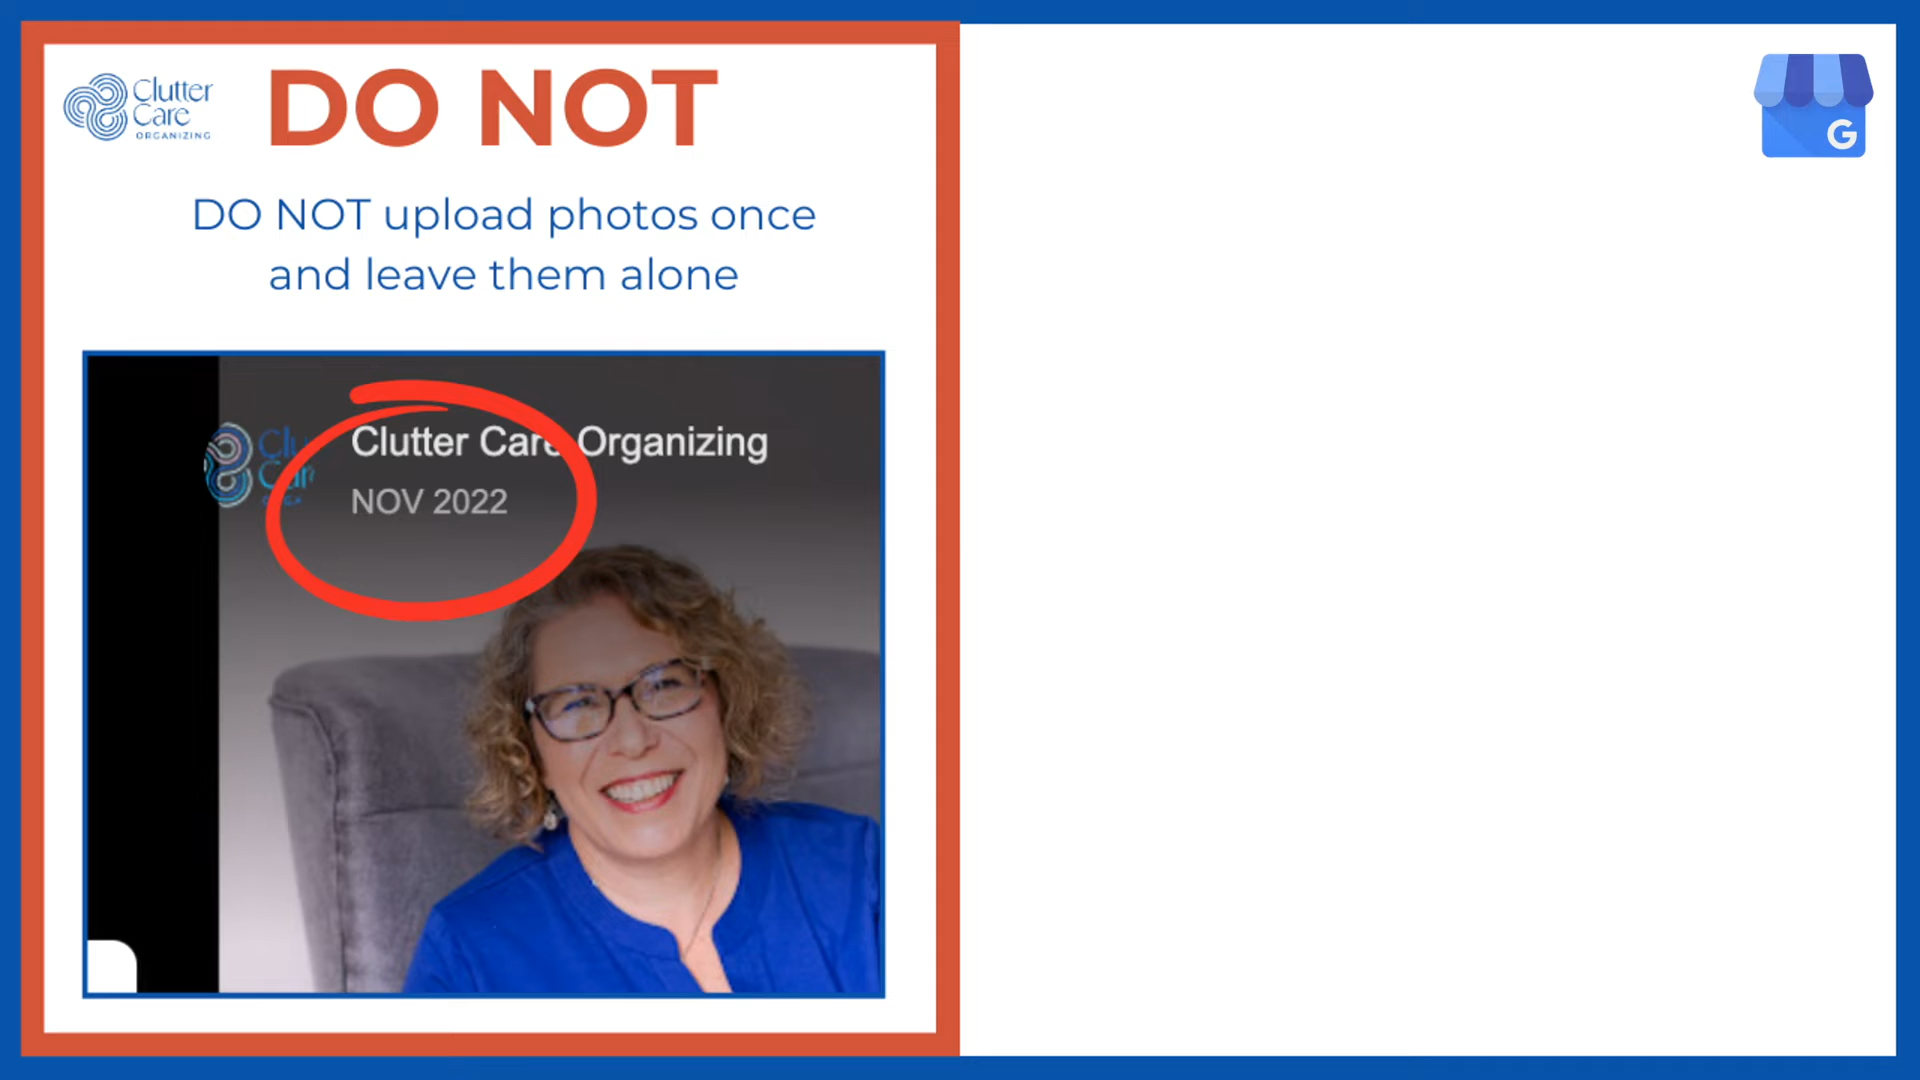 Clutter
Care
ORGANIZING
DO NOT
DO NOT upload photos once
and leave them alone
Clutter Care Organizing
NOV 2022
G